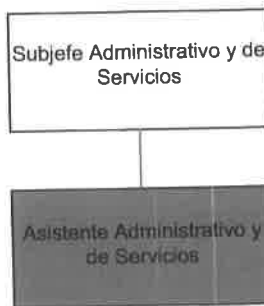 Subjefe Administrativo y de
Servicios
Asistente Administrativo y
de Servicios